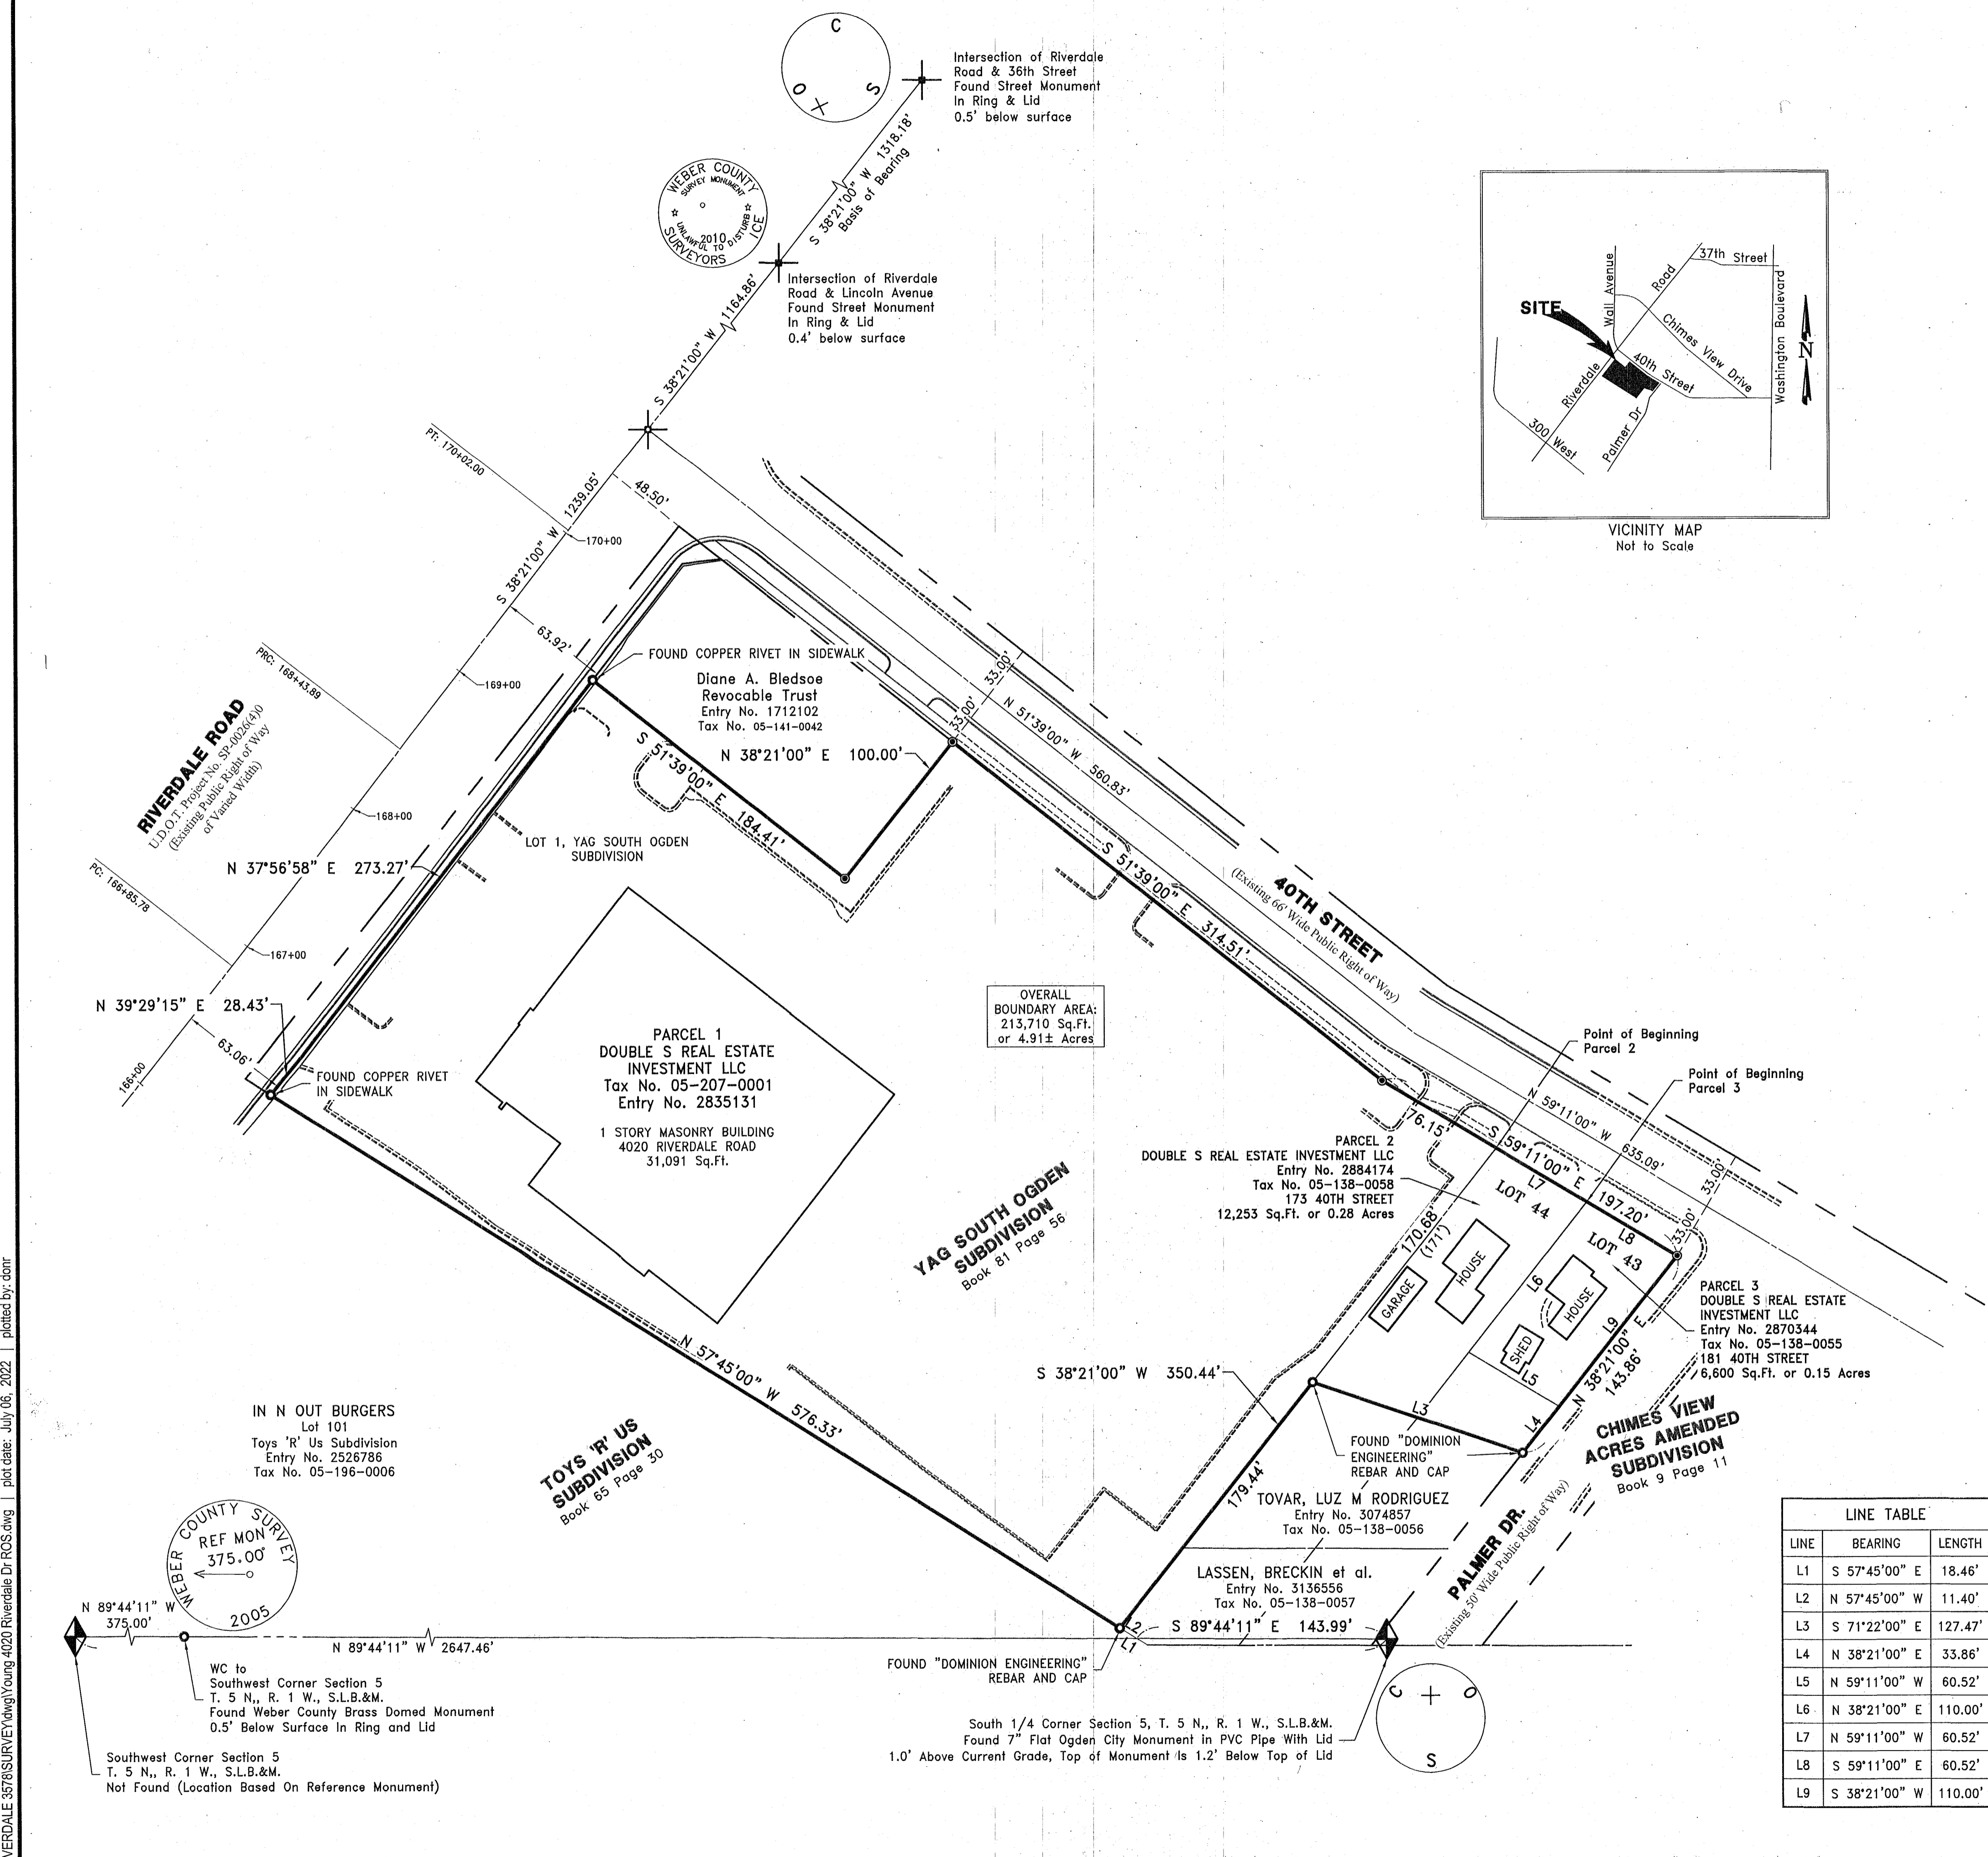 C
O
S
Intersection of Riverdale
Road & 36th Street
Found Street Monument
In Ring & Lid
0.5' below surface
S 38°21'00" W 1318.18'
Basis of Bearing
WEBER COUNTY
SURVEY MONUMENT
2010
UNLAWFUL TO DISTURB
SURVEYORS
ICE
Intersection of Riverdale
Road & Lincoln Avenue
Found Street Monument
In Ring & Lid
0.4' below surface
S 38°21'00" W 1164.86'
SITE
Wall Avenue
Road
37th Street
Washington Boulevard
Chimes View Drive
40th Street
Riverdale
Palmer Dr
300 West
N
VICINITY MAP
Not to Scale
PT: 170+02.00
48.50'
S 38°21'00" W 1239.05'
170+00
63.92'
PRC: 168+43.89
169+00
FOUND COPPER RIVET IN SIDEWALK
Diane A. Bledsoe
Revocable Trust
Entry No. 1712102
Tax No. 05-141-0042
N 38°21'00" E 100.00'
S 51°39'00" E 184.41'
33.00'
33.00'
N 51°39'00" W 560.83'
RIVERDALE ROAD
U.D.O.T. Project No. SP-0026(4)0
(Existing Public Right of Way
of Varied Width)
168+00
LOT 1, YAG SOUTH OGDEN
SUBDIVISION
N 37°56'58" E 273.27'
PC: 166+85.78
167+00
S 51°39'00" E 314.51'
40TH STREET
(Existing 66' Wide Public Right of Way)
N 39°29'15" E 28.43'
63.06'
166+00
FOUND COPPER RIVET
IN SIDEWALK
PARCEL 1
DOUBLE S REAL ESTATE
INVESTMENT LLC
Tax No. 05-207-0001
Entry No. 2835131
1 STORY MASONRY BUILDING
4020 RIVERDALE ROAD
31,091 Sq.Ft.
OVERALL
BOUNDARY AREA:
213,710 Sq.Ft.
or 4.91± Acres
Point of Beginning
Parcel 2
Point of Beginning
Parcel 3
N 59°11'00" W 635.09'
76.15'
S 59°11'00" E 197.20'
33.00'
33.00'
PARCEL 2
DOUBLE S REAL ESTATE INVESTMENT LLC
Entry No. 2884174
Tax No. 05-138-0058
173 40TH STREET
12,253 Sq.Ft. or 0.28 Acres
L7
LOT 44
L8
LOT 43
170.68'
(171')
GARAGE
HOUSE
L6
HOUSE
SHED
L5
L9
N 38°21'00" E
143.86'
PARCEL 3
DOUBLE S REAL ESTATE
INVESTMENT LLC
Entry No. 2870344
Tax No. 05-138-0055
181 40TH STREET
6,600 Sq.Ft. or 0.15 Acres
YAG SOUTH OGDEN
SUBDIVISION
Book 81 Page 56
N 57°45'00" W 576.33'
S 38°21'00" W 350.44'
L3
L4
CHIMES VIEW
ACRES AMENDED
SUBDIVISION
Book 9 Page 11
FOUND "DOMINION
ENGINEERING"
REBAR AND CAP
IN N OUT BURGERS
Lot 101
Toys 'R' Us Subdivision
Entry No. 2526786
Tax No. 05-196-0006
TOYS 'R' US
SUBDIVISION
Book 65 Page 30
179.44'
TOVAR, LUZ M RODRIGUEZ
Entry No. 3074857
Tax No. 05-138-0056
LASSEN, BRECKIN et al.
Entry No. 3136556
Tax No. 05-138-0057
PALMER DR.
(Existing 50' Wide Public Right of Way)
WEBER COUNTY SURVEY
REF MON
375.00'
2005
N 89°44'11" W
375.00'
N 89°44'11" W 2647.46'
L2
L1
S 89°44'11" E 143.99'
FOUND "DOMINION ENGINEERING"
REBAR AND CAP
WC to
Southwest Corner Section 5
T. 5 N,, R. 1 W., S.L.B.&M.
Found Weber County Brass Domed Monument
0.5' Below Surface In Ring and Lid
Southwest Corner Section 5
T. 5 N,, R. 1 W., S.L.B.&M.
Not Found (Location Based On Reference Monument)
South 1/4 Corner Section 5, T. 5 N,, R. 1 W., S.L.B.&M.
Found 7" Flat Ogden City Monument in PVC Pipe With Lid
1.0' Above Current Grade, Top of Monument Is 1.2' Below Top of Lid
C
O
S
LINE TABLE
LINE BEARING LENGTH
L1 S 57°45'00" E 18.46'
L2 N 57°45'00" W 11.40'
L3 S 71°22'00" E 127.47'
L4 N 38°21'00" E 33.86'
L5 N 59°11'00" W 60.52'
L6 N 38°21'00" E 110.00'
L7 N 59°11'00" W 60.52'
L8 S 59°11'00" E 60.52'
L9 S 38°21'00" W 110.00'
VERDALE 3578\SURVEY\dwg\Young 4020 Riverdale Dr ROS.dwg | plot date: July 06, 2022 | plotted by: donr